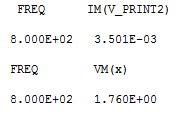 FREQ IM(V_PRINT2)
8.000E+02 3.501E-03
FREQ VM(x)
8.000E+02 1.760E+00